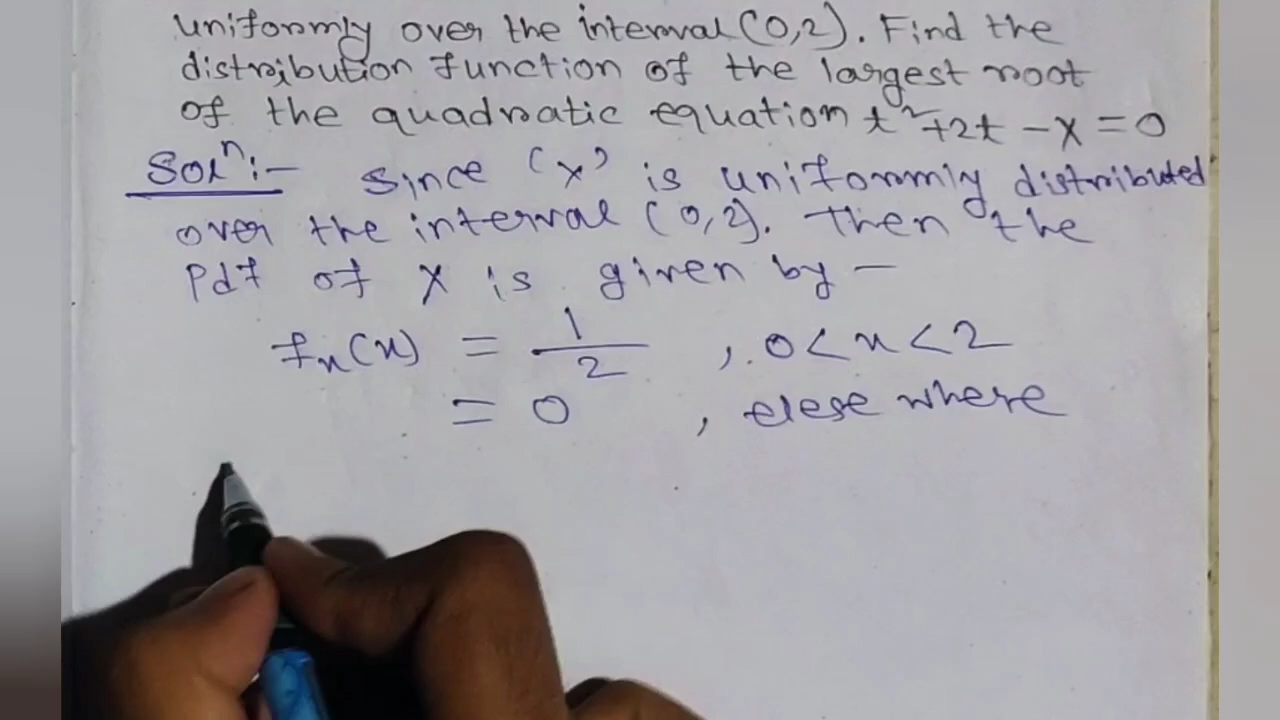 uniformly over the interval (0,2). Find the
distribution function of the largest root
of the quadratic equation t²+2t-x=0
Solⁿ:- Since 'x' is uniformly distributed
over the interval (0,2). Then the
Pdf of X is given by -
fx(x) = 1/2 , 0<x<2
= 0 , elese where